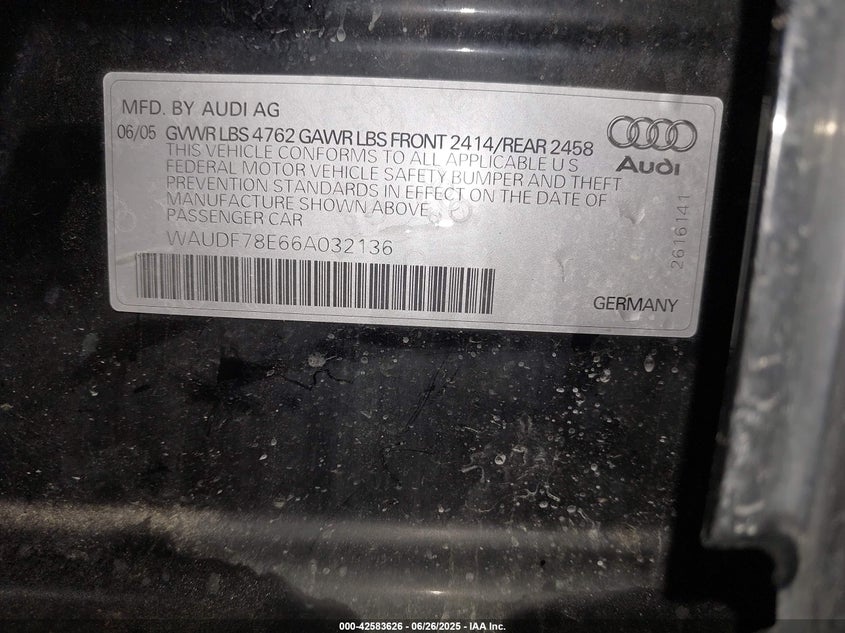 MFD. BY AUDI AG
06/05 GVWR LBS 4762 GAWR LBS FRONT 2414/REAR 2458
THIS VEHICLE CONFORMS TO ALL APPLICABLE U S
FEDERAL MOTOR VEHICLE SAFETY BUMPER AND THEFT
PREVENTION STANDARDS IN EFFECT ON THE DATE OF
MANUFACTURE SHOWN ABOVE.
PASSENGER CAR
WAUDF78E66A032136
Audi
2616141
GERMANY
000-42583626 - 06/26/2025 - IAA Inc.